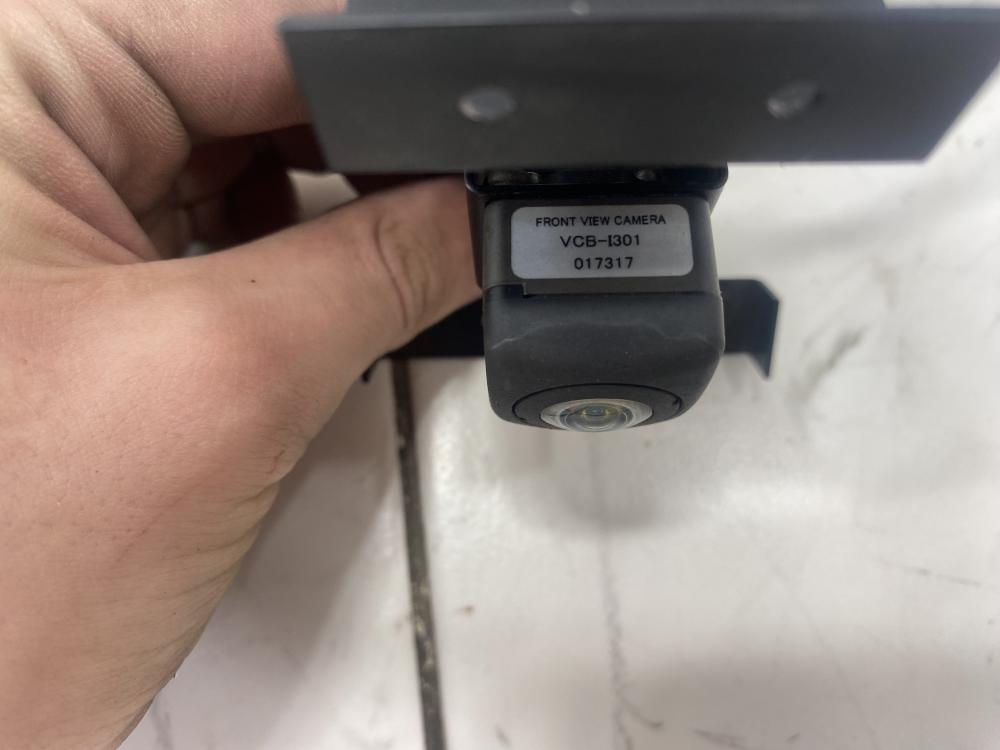 FRONT VIEW CAMERA
VCB-I301
017317